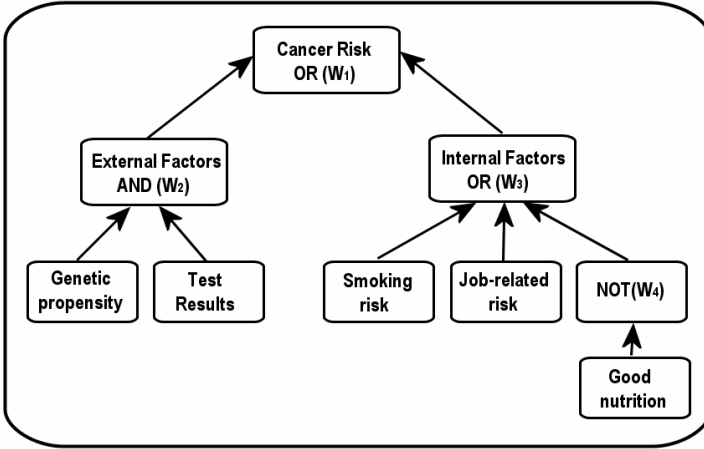 Cancer Risk
OR (W1)
External Factors
AND (W2)
Internal Factors
OR (W3)
Genetic
propensity
Test
Results
Smoking
risk
Job-related
risk
NOT(W4)
Good
nutrition